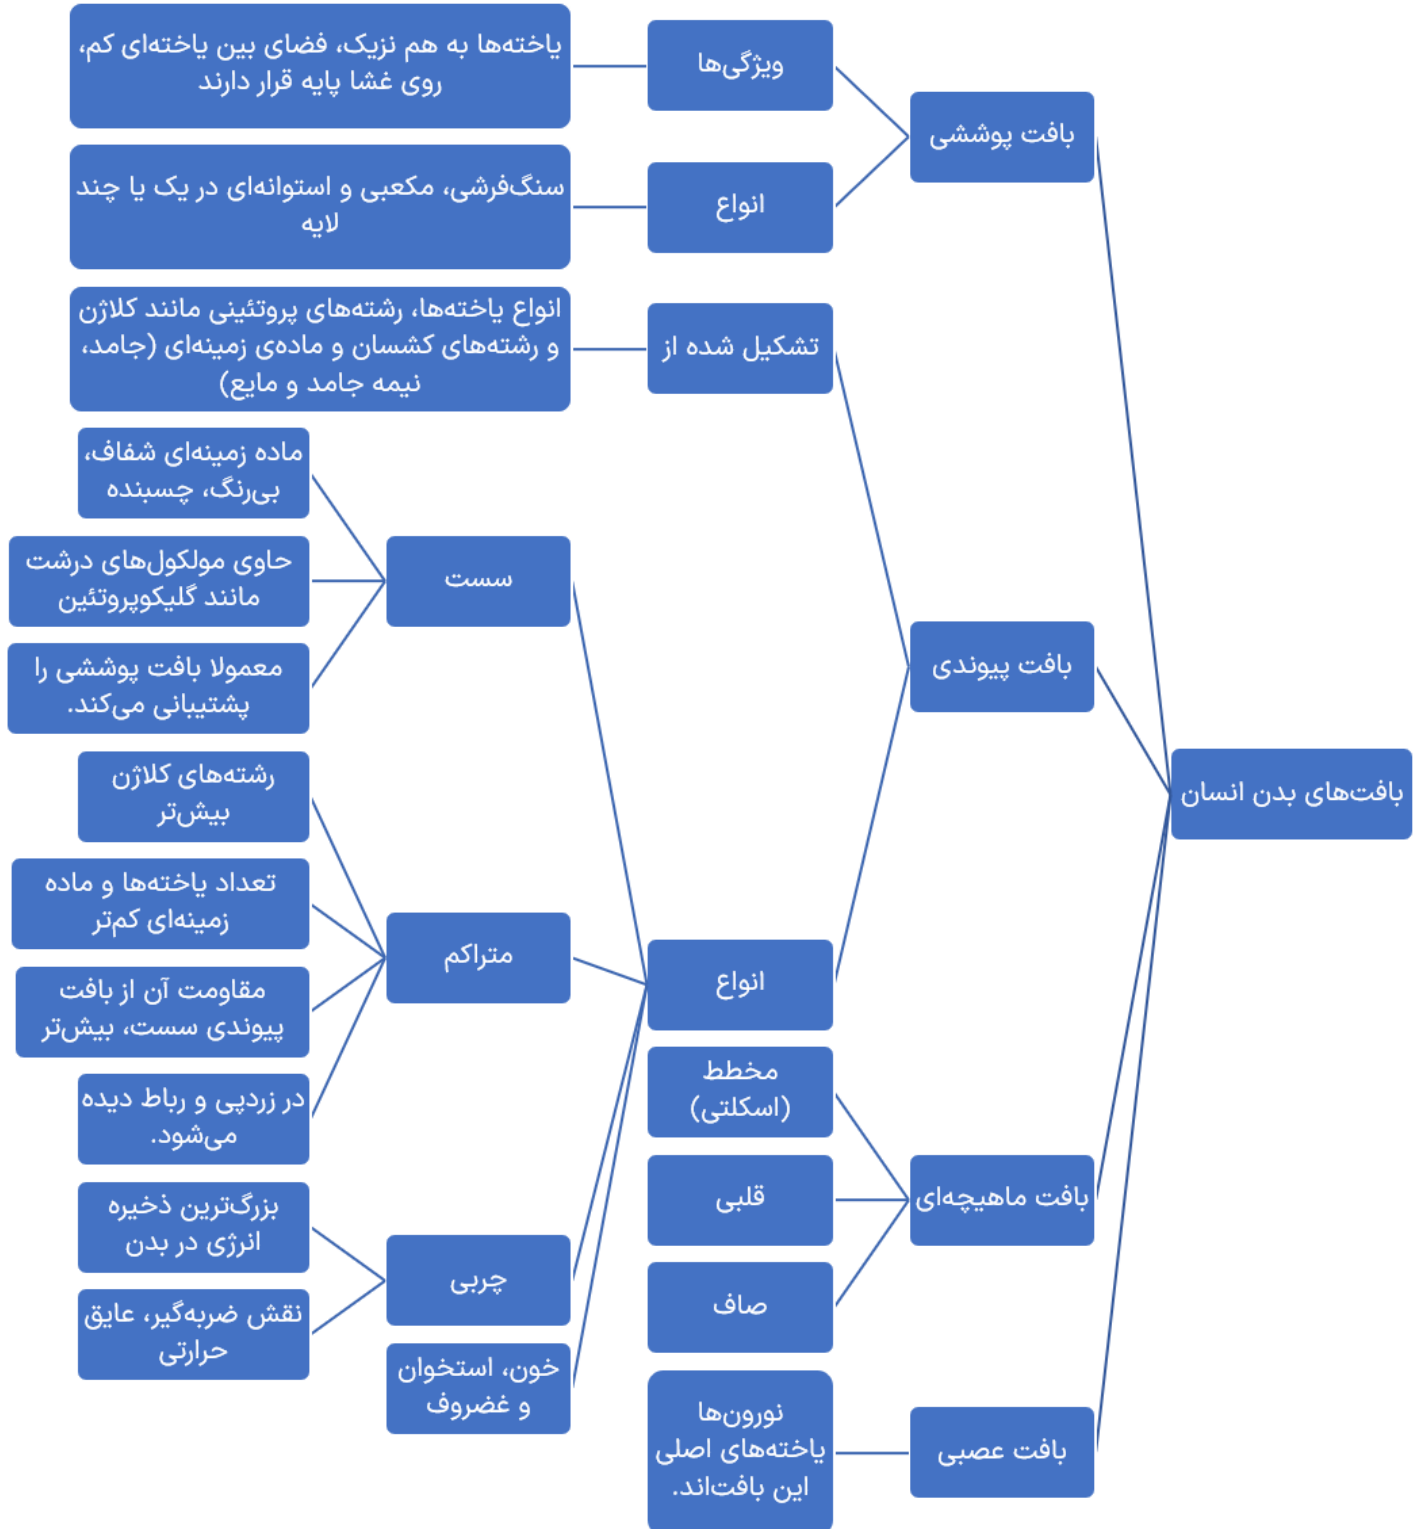 بافت‌های بدن انسان
بافت پوششی
ویژگی‌ها
یاخته‌ها به هم نزیک، فضای بین یاخته‌ای کم،
روی غشا پایه قرار دارند
انواع
سنگ‌فرشی، مکعبی و استوانه‌ای در یک یا چند
لایه
بافت پیوندی
تشکیل شده از
انواع یاخته‌ها، رشته‌های پروتئینی مانند کلاژن
و رشته‌های کشسان و ماده‌ی زمینه‌ای (جامد،
نیمه جامد و مایع)
انواع
سست
ماده زمینه‌ای شفاف،
بی‌رنگ، چسبنده
حاوی مولکول‌های درشت
مانند گلیکوپروتئین
معمولا بافت پوششی را
پشتیبانی می‌کند.
متراکم
رشته‌های کلاژن
بیش‌تر
تعداد یاخته‌ها و ماده
زمینه‌ای کم‌تر
مقاومت آن از بافت
پیوندی سست، بیش‌تر
در زردپی و رباط دیده
می‌شود.
چربی
بزرگ‌ترین ذخیره
انرژی در بدن
نقش ضربه‌گیر، عایق
حرارتی
خون، استخوان
و غضروف
بافت ماهیچه‌ای
مخطط
(اسکلتی)
قلبی
صاف
بافت عصبی
نورون‌ها
یاخته‌های اصلی
این بافت‌اند.